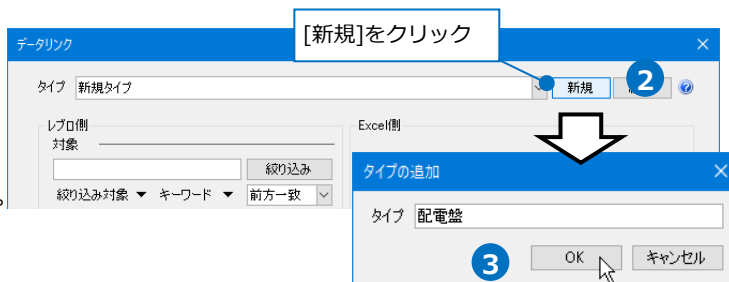 [新規]をクリック
データリンク
タイプ 新規タイプ 新規 2
レブロ側 Excel側
対象
絞り込み
絞り込み対象 ▼ キーワード ▼ 前方一致
タイプの追加
タイプ 配電盤
3 OK キャンセル